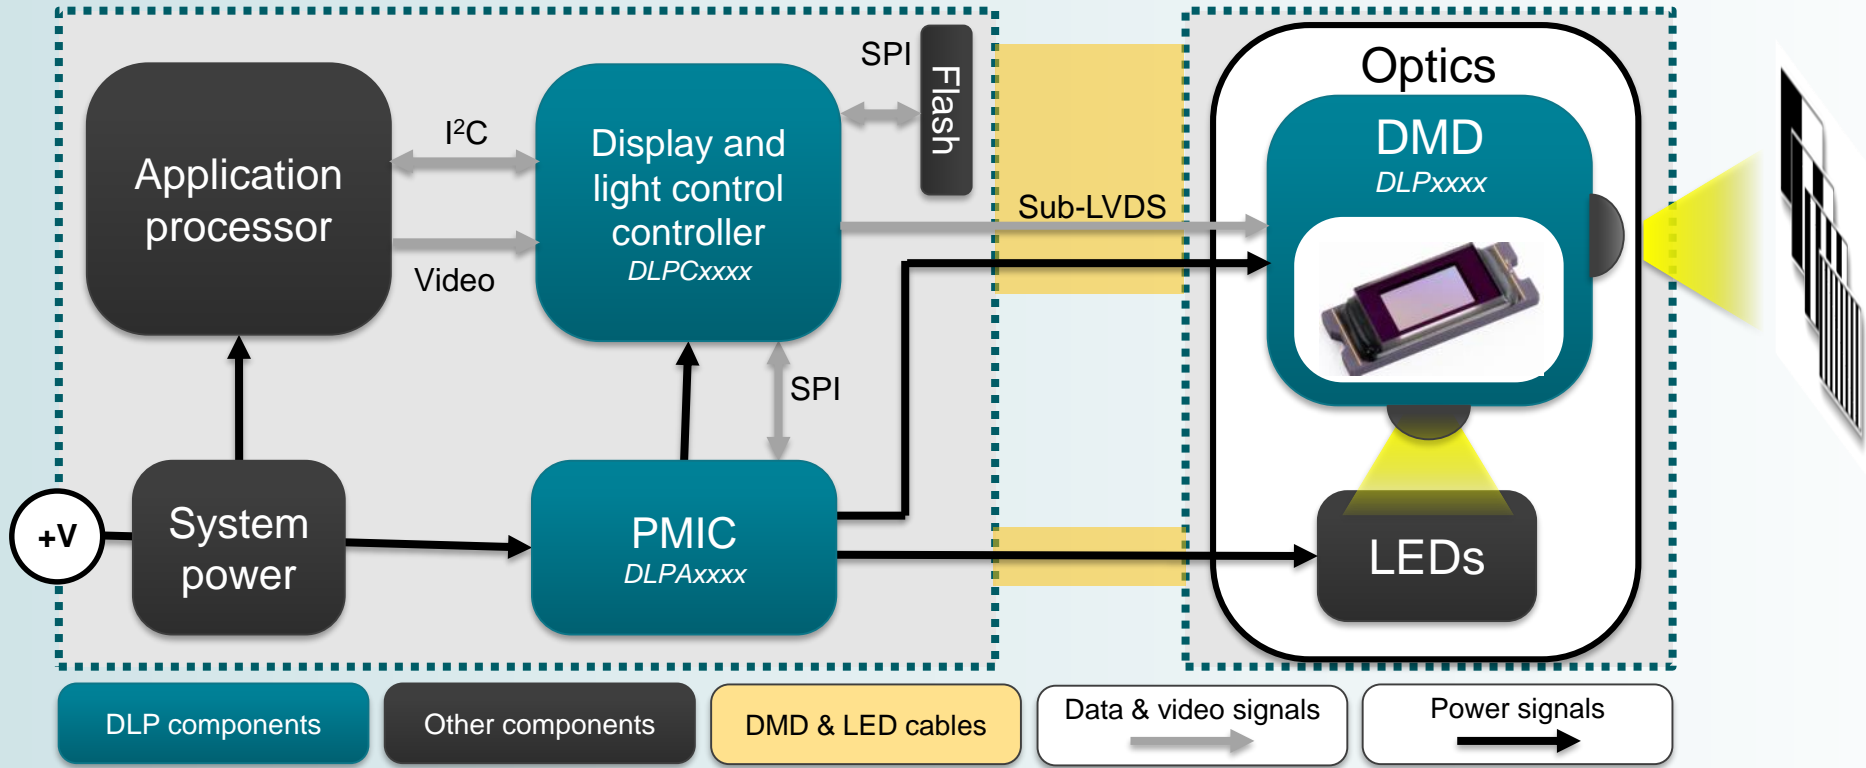 SPI
Flash
Optics
Application
processor
I²C
Video
Display and
light control
controller
DLPCxxxx
Sub-LVDS
DMD
DLPxxxx
SPI
+V
System
power
PMIC
DLPAxxxx
LEDs
DLP components
Other components
DMD & LED cables
Data & video signals
Power signals